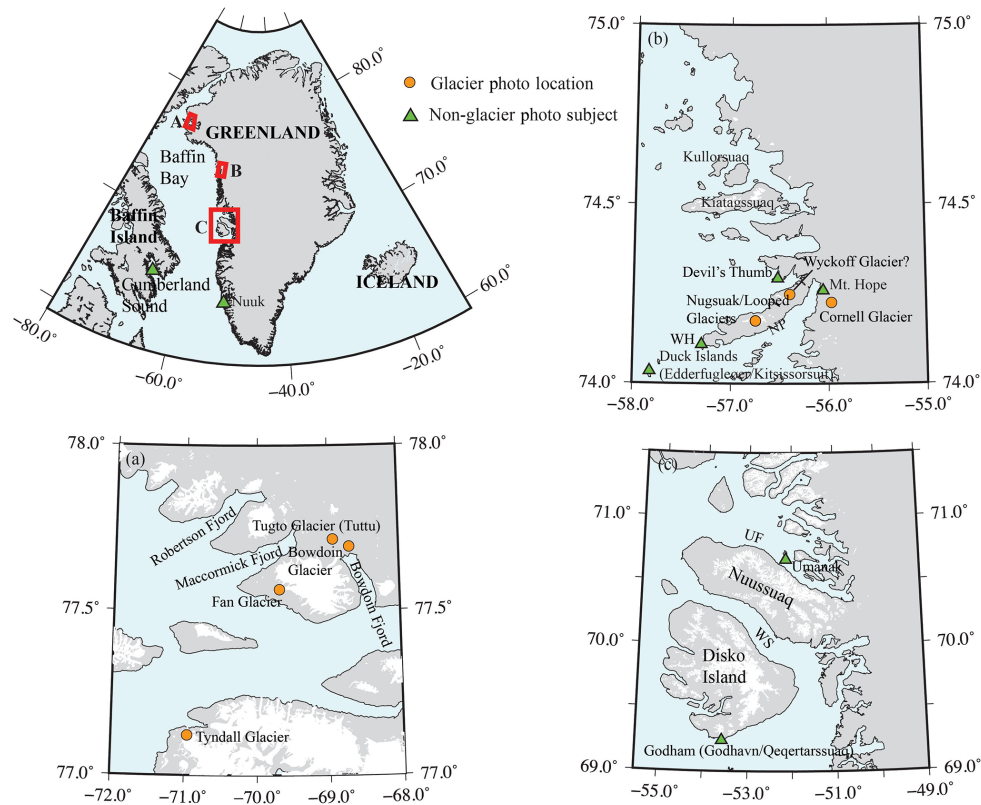 80.0°
70.0°
60.0°
−20.0°
−40.0°
−60.0°
−80.0°
A
GREENLAND
Baffin
Bay
B
Baffin
Island
C
Cumberland
Sound
Nuuk
ICELAND
Glacier photo location
Non-glacier photo subject
75.0°
(b)
Kullorsuaq
74.5°
74.5°
Kiatagssuaq
Wyckoff Glacier?
Devil's Thumb
Mt. Hope
Nugsuak/Looped
Glaciers
Cornell Glacier
NP
WH
Duck Islands
(Edderfugleoer/Kitsissorsuit)
74.0°
74.0°
−58.0°
−57.0°
−56.0°
−55.0°
75.0°
78.0°
78.0°
(a)
Robertson Fjord
Tugto Glacier (Tuttu)
Maccormick Fjord
Bowdoin
Glacier
Bowdoin Fjord
Fan Glacier
77.5°
77.5°
Tyndall Glacier
77.0°
77.0°
−72.0°
−71.0°
−70.0°
−69.0°
−68.0°
(c)
71.0°
71.0°
UF
Umanak
Nuussuaq
WS
70.0°
70.0°
Disko
Island
Godham (Godhavn/Qeqertarssuaq)
69.0°
69.0°
−55.0°
−53.0°
−51.0°
−49.0°